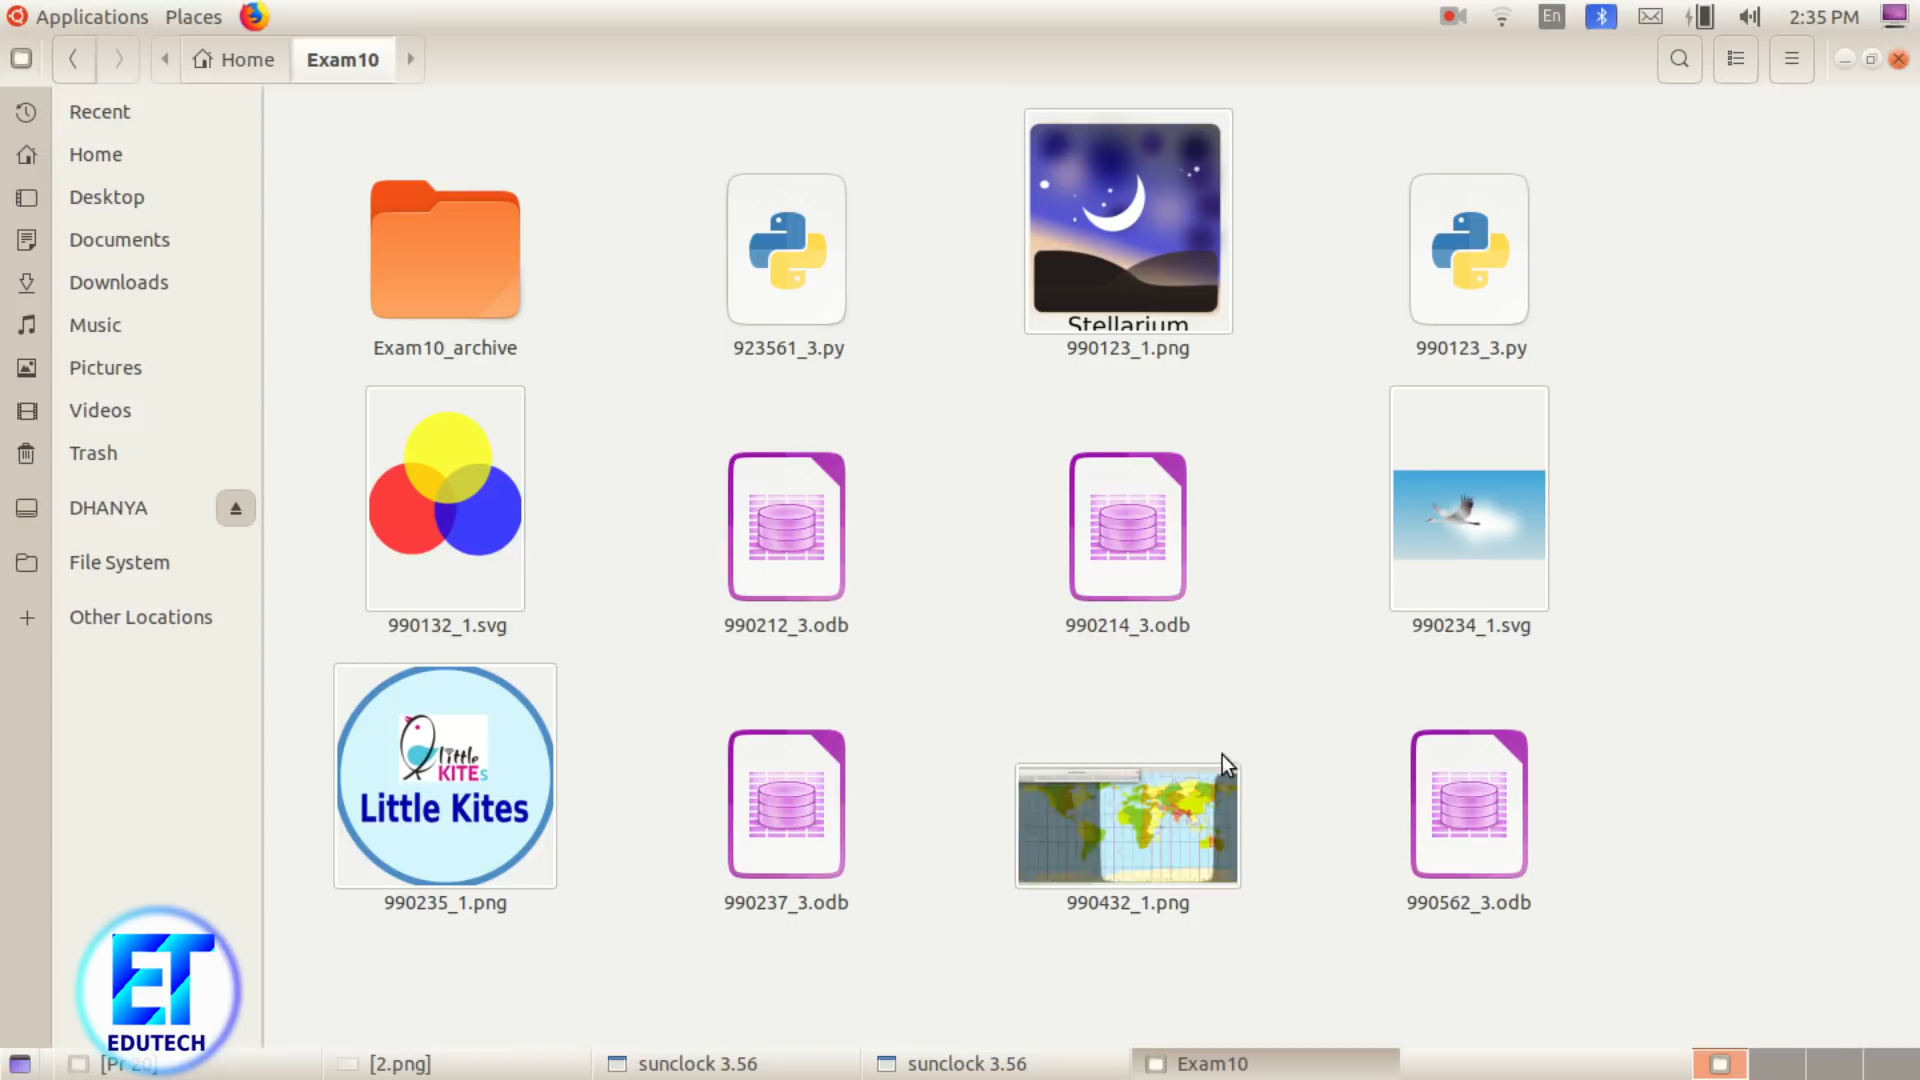 Applications Places En 2:35 PM
Home Exam10
Recent
Home
Desktop
Documents
Downloads
Music
Pictures
Videos
Trash
DHANYA
File System
Other Locations
Stellarium
Exam10_archive 923561_3.py 990123_1.png 990123_3.py
990132_1.svg 990212_3.odb 990214_3.odb 990234_1.svg
little
KITEs
Little Kites
990235_1.png 990237_3.odb 990432_1.png 990562_3.odb
ET
EDUTECH
[2.png] sunclock 3.56 sunclock 3.56 Exam10